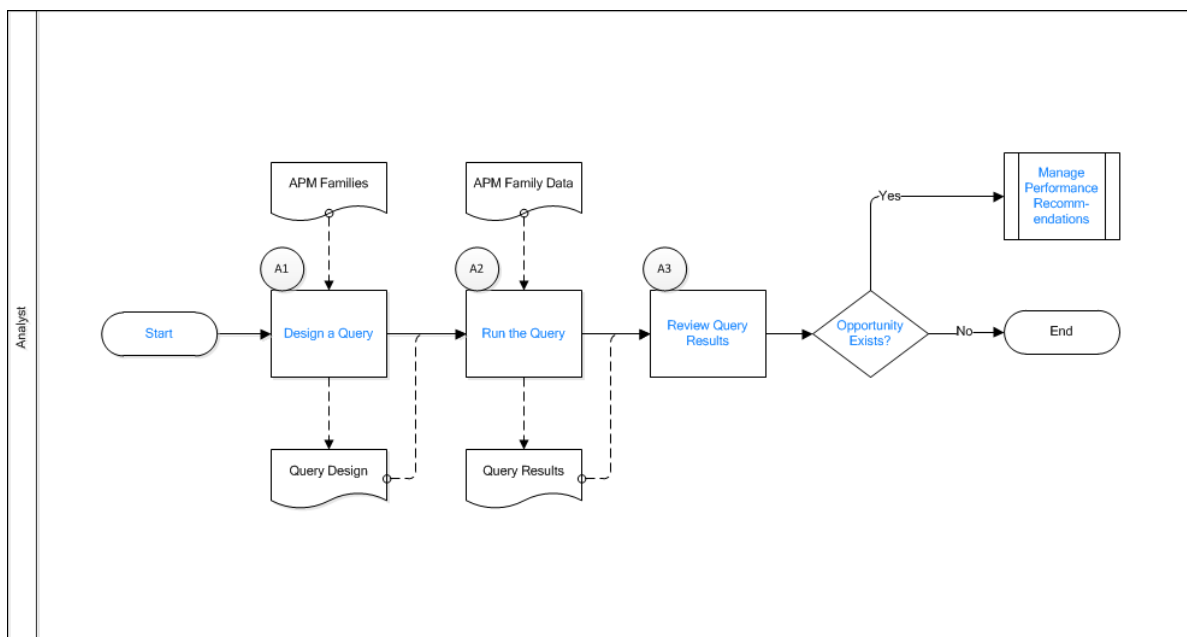 Analyst
APM Families
APM Family Data
Manage
Performance
Recomm-
endations
Yes
A1
A2
A3
Start
Design a Query
Run the Query
Review Query
Results
Opportunity
Exists?
No
End
Query Design
Query Results